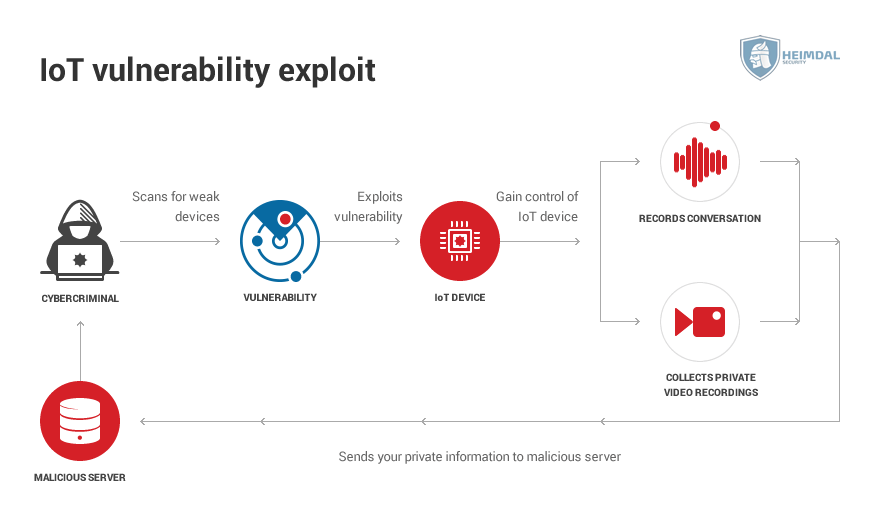 IoT vulnerability exploit
HEIMDAL
SECURITY
Scans for weak
devices
Exploits
vulnerability
Gain control of
IoT device
RECORDS CONVERSATION
CYBERCRIMINAL
VULNERABILITY
IoT DEVICE
COLLECTS PRIVATE
VIDEO RECORDINGS
Sends your private information to malicious server
MALICIOUS SERVER